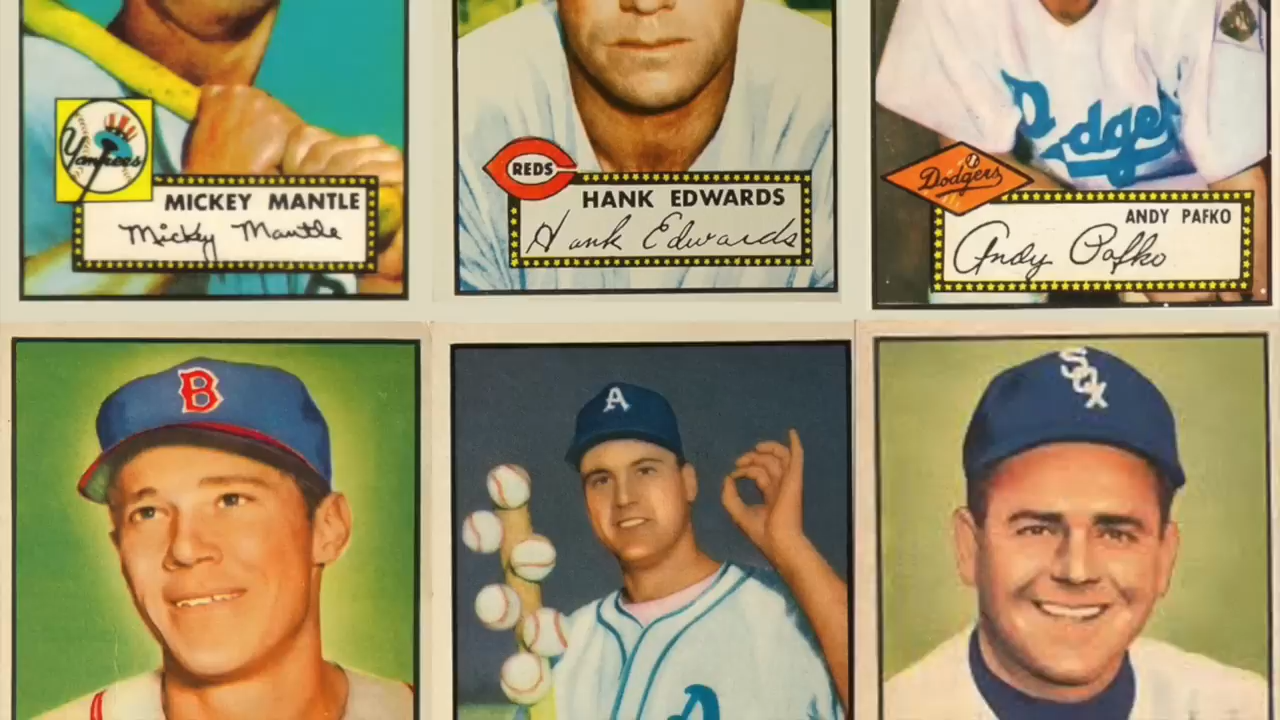 Yankees
MICKEY MANTLE
Micky Mantle
REDS
HANK EDWARDS
Hank Edwards
Dodgers
Dodgers
ANDY PAFKO
Andy Pafko
B
A
SOX
A